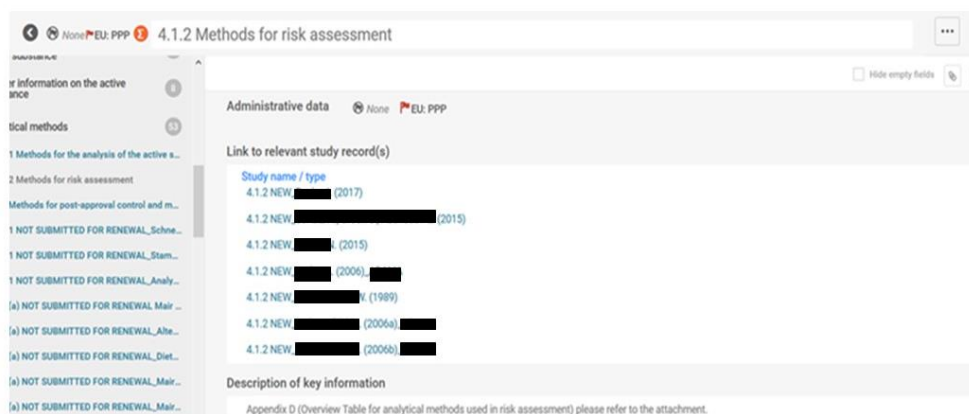 None EU: PPP Σ 4.1.2 Methods for risk assessment
substance
er information on the active
ance
8
tical methods
53
1 Methods for the analysis of the active s...
2 Methods for risk assessment
Methods for post-approval control and m...
1 NOT SUBMITTED FOR RENEWAL_Schne...
1 NOT SUBMITTED FOR RENEWAL_Stam...
1 NOT SUBMITTED FOR RENEWAL_Analy...
(a) NOT SUBMITTED FOR RENEWAL Mair ...
(a) NOT SUBMITTED FOR RENEWAL_Alte...
(a) NOT SUBMITTED FOR RENEWAL_Diet...
(a) NOT SUBMITTED FOR RENEWAL_Mair...
(a) NOT SUBMITTED FOR RENEWAL_Mair...
Hide empty fields
Administrative data None EU: PPP
Link to relevant study record(s)
Study name / type
4.1.2 NEW_ (2017)
4.1.2 NEW_ (2015)
4.1.2 NEW_ . (2015)
4.1.2 NEW_ . (2006)_
4.1.2 NEW_ . (1989)
4.1.2 NEW_ . (2006a)_
4.1.2 NEW_ . (2006b)_
Description of key information
Appendix D (Overview Table for analytical methods used in risk assessment) please refer to the attachment.